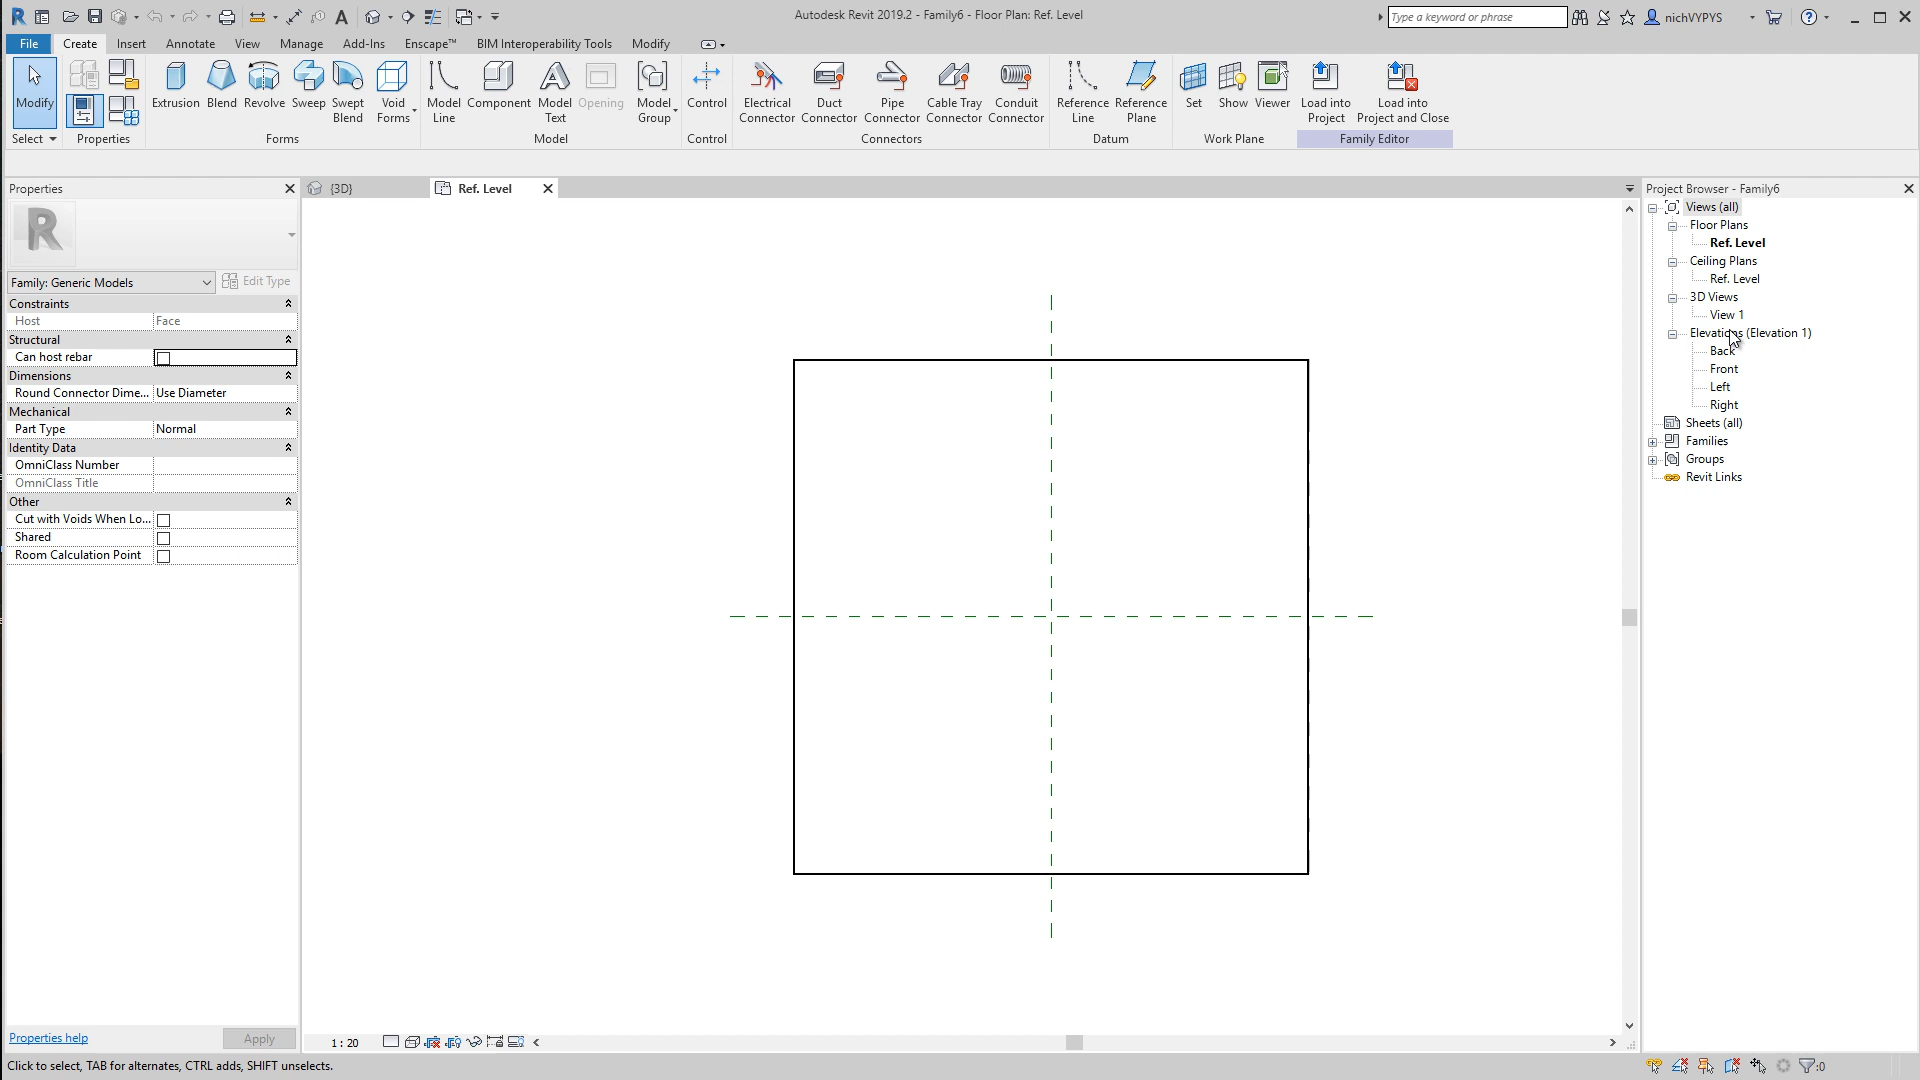 Autodesk Revit 2019.2 - Family6 - Floor Plan: Ref. Level
Type a keyword or phrase
nichVYPYS
File
Create
Insert
Annotate
View
Manage
Add-Ins
Enscape™
BIM Interoperability Tools
Modify
Modify
Extrusion
Blend
Revolve
Sweep
Swept
Blend
Void
Forms
Model
Line
Component
Model
Text
Opening
Model
Group
Control
Electrical
Connector
Duct
Connector
Pipe
Connector
Cable Tray
Connector
Conduit
Connector
Reference
Line
Reference
Plane
Set
Show
Viewer
Load into
Project
Load into
Project and Close
Select
Properties
Forms
Model
Control
Connectors
Datum
Work Plane
Family Editor
Properties
{3D}
Ref. Level
Project Browser - Family6
Family: Generic Models
Edit Type
Constraints
Host Face
Structural
Can host rebar
Dimensions
Round Connector Dime... Use Diameter
Mechanical
Part Type Normal
Identity Data
OmniClass Number
OmniClass Title
Other
Cut with Voids When Lo...
Shared
Room Calculation Point
Views (all)
Floor Plans
Ref. Level
Ceiling Plans
Ref. Level
3D Views
View 1
Elevations (Elevation 1)
Back
Front
Left
Right
Sheets (all)
Families
Groups
Revit Links
Properties help
Apply
1 : 20
Click to select, TAB for alternates, CTRL adds, SHIFT unselects.
:0